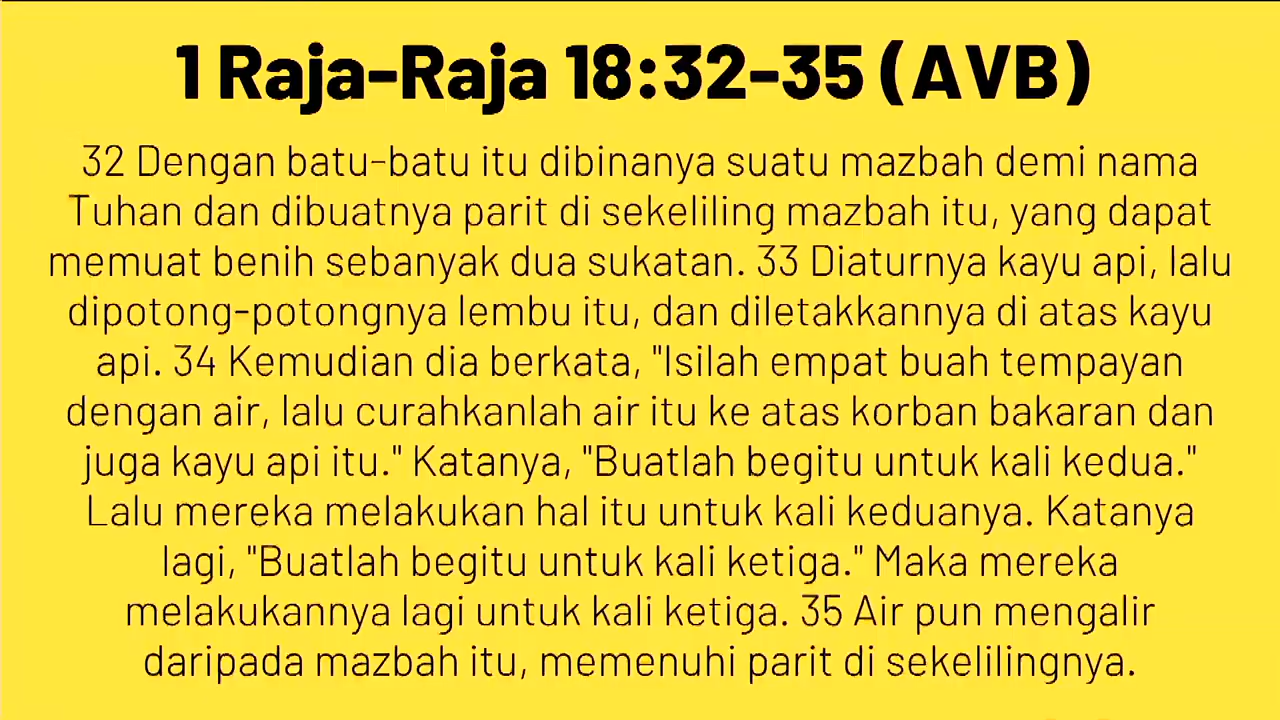 1 Raja-Raja 18:32-35 (AVB)
32 Dengan batu-batu itu dibinanya suatu mazbah demi nama
Tuhan dan dibuatnya parit di sekeliling mazbah itu, yang dapat
memuat benih sebanyak dua sukatan. 33 Diaturnya kayu api, lalu
dipotong-potongnya lembu itu, dan diletakkannya di atas kayu
api. 34 Kemudian dia berkata, "Isilah empat buah tempayan
dengan air, lalu curahkanlah air itu ke atas korban bakaran dan
juga kayu api itu." Katanya, "Buatlah begitu untuk kali kedua."
Lalu mereka melakukan hal itu untuk kali keduanya. Katanya
lagi, "Buatlah begitu untuk kali ketiga." Maka mereka
melakukannya lagi untuk kali ketiga. 35 Air pun mengalir
daripada mazbah itu, memenuhi parit di sekelilingnya.